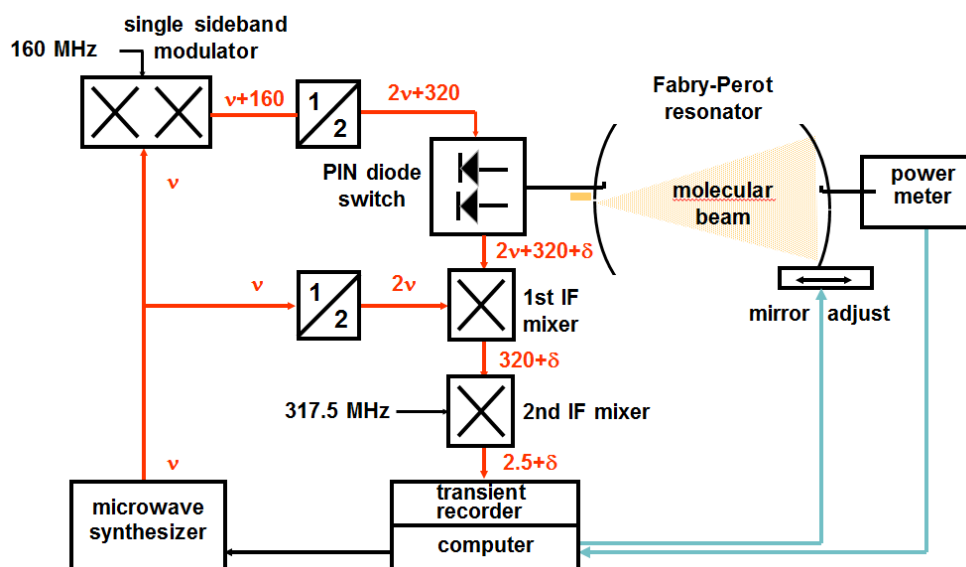 single sideband
modulator
160 MHz
ν+160
1
2
2ν+320
Fabry-Perot
resonator
PIN diode
switch
molecular
beam
power
meter
ν
2ν+320+δ
ν
1
2
2ν
1st IF
mixer
mirror adjust
320+δ
317.5 MHz
2nd IF mixer
ν
2.5+δ
microwave
synthesizer
transient
recorder
computer